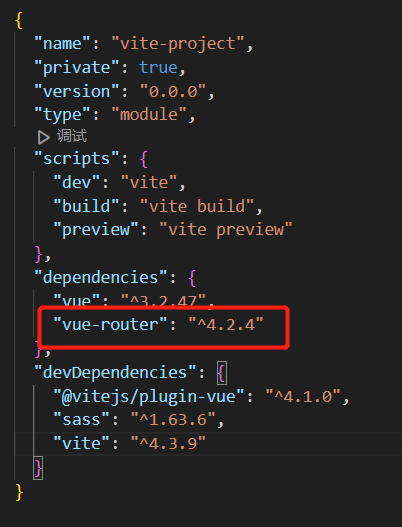 {
"name": "vite-project",
"private": true,
"version": "0.0.0",
"type": "module",
调试
"scripts": {
"dev": "vite",
"build": "vite build",
"preview": "vite preview"
},
"dependencies": {
"vue": "^3.2.47",
"vue-router": "^4.2.4"
},
"devDependencies": {
"@vitejs/plugin-vue": "^4.1.0",
"sass": "^1.63.6",
"vite": "^4.3.9"
}
}